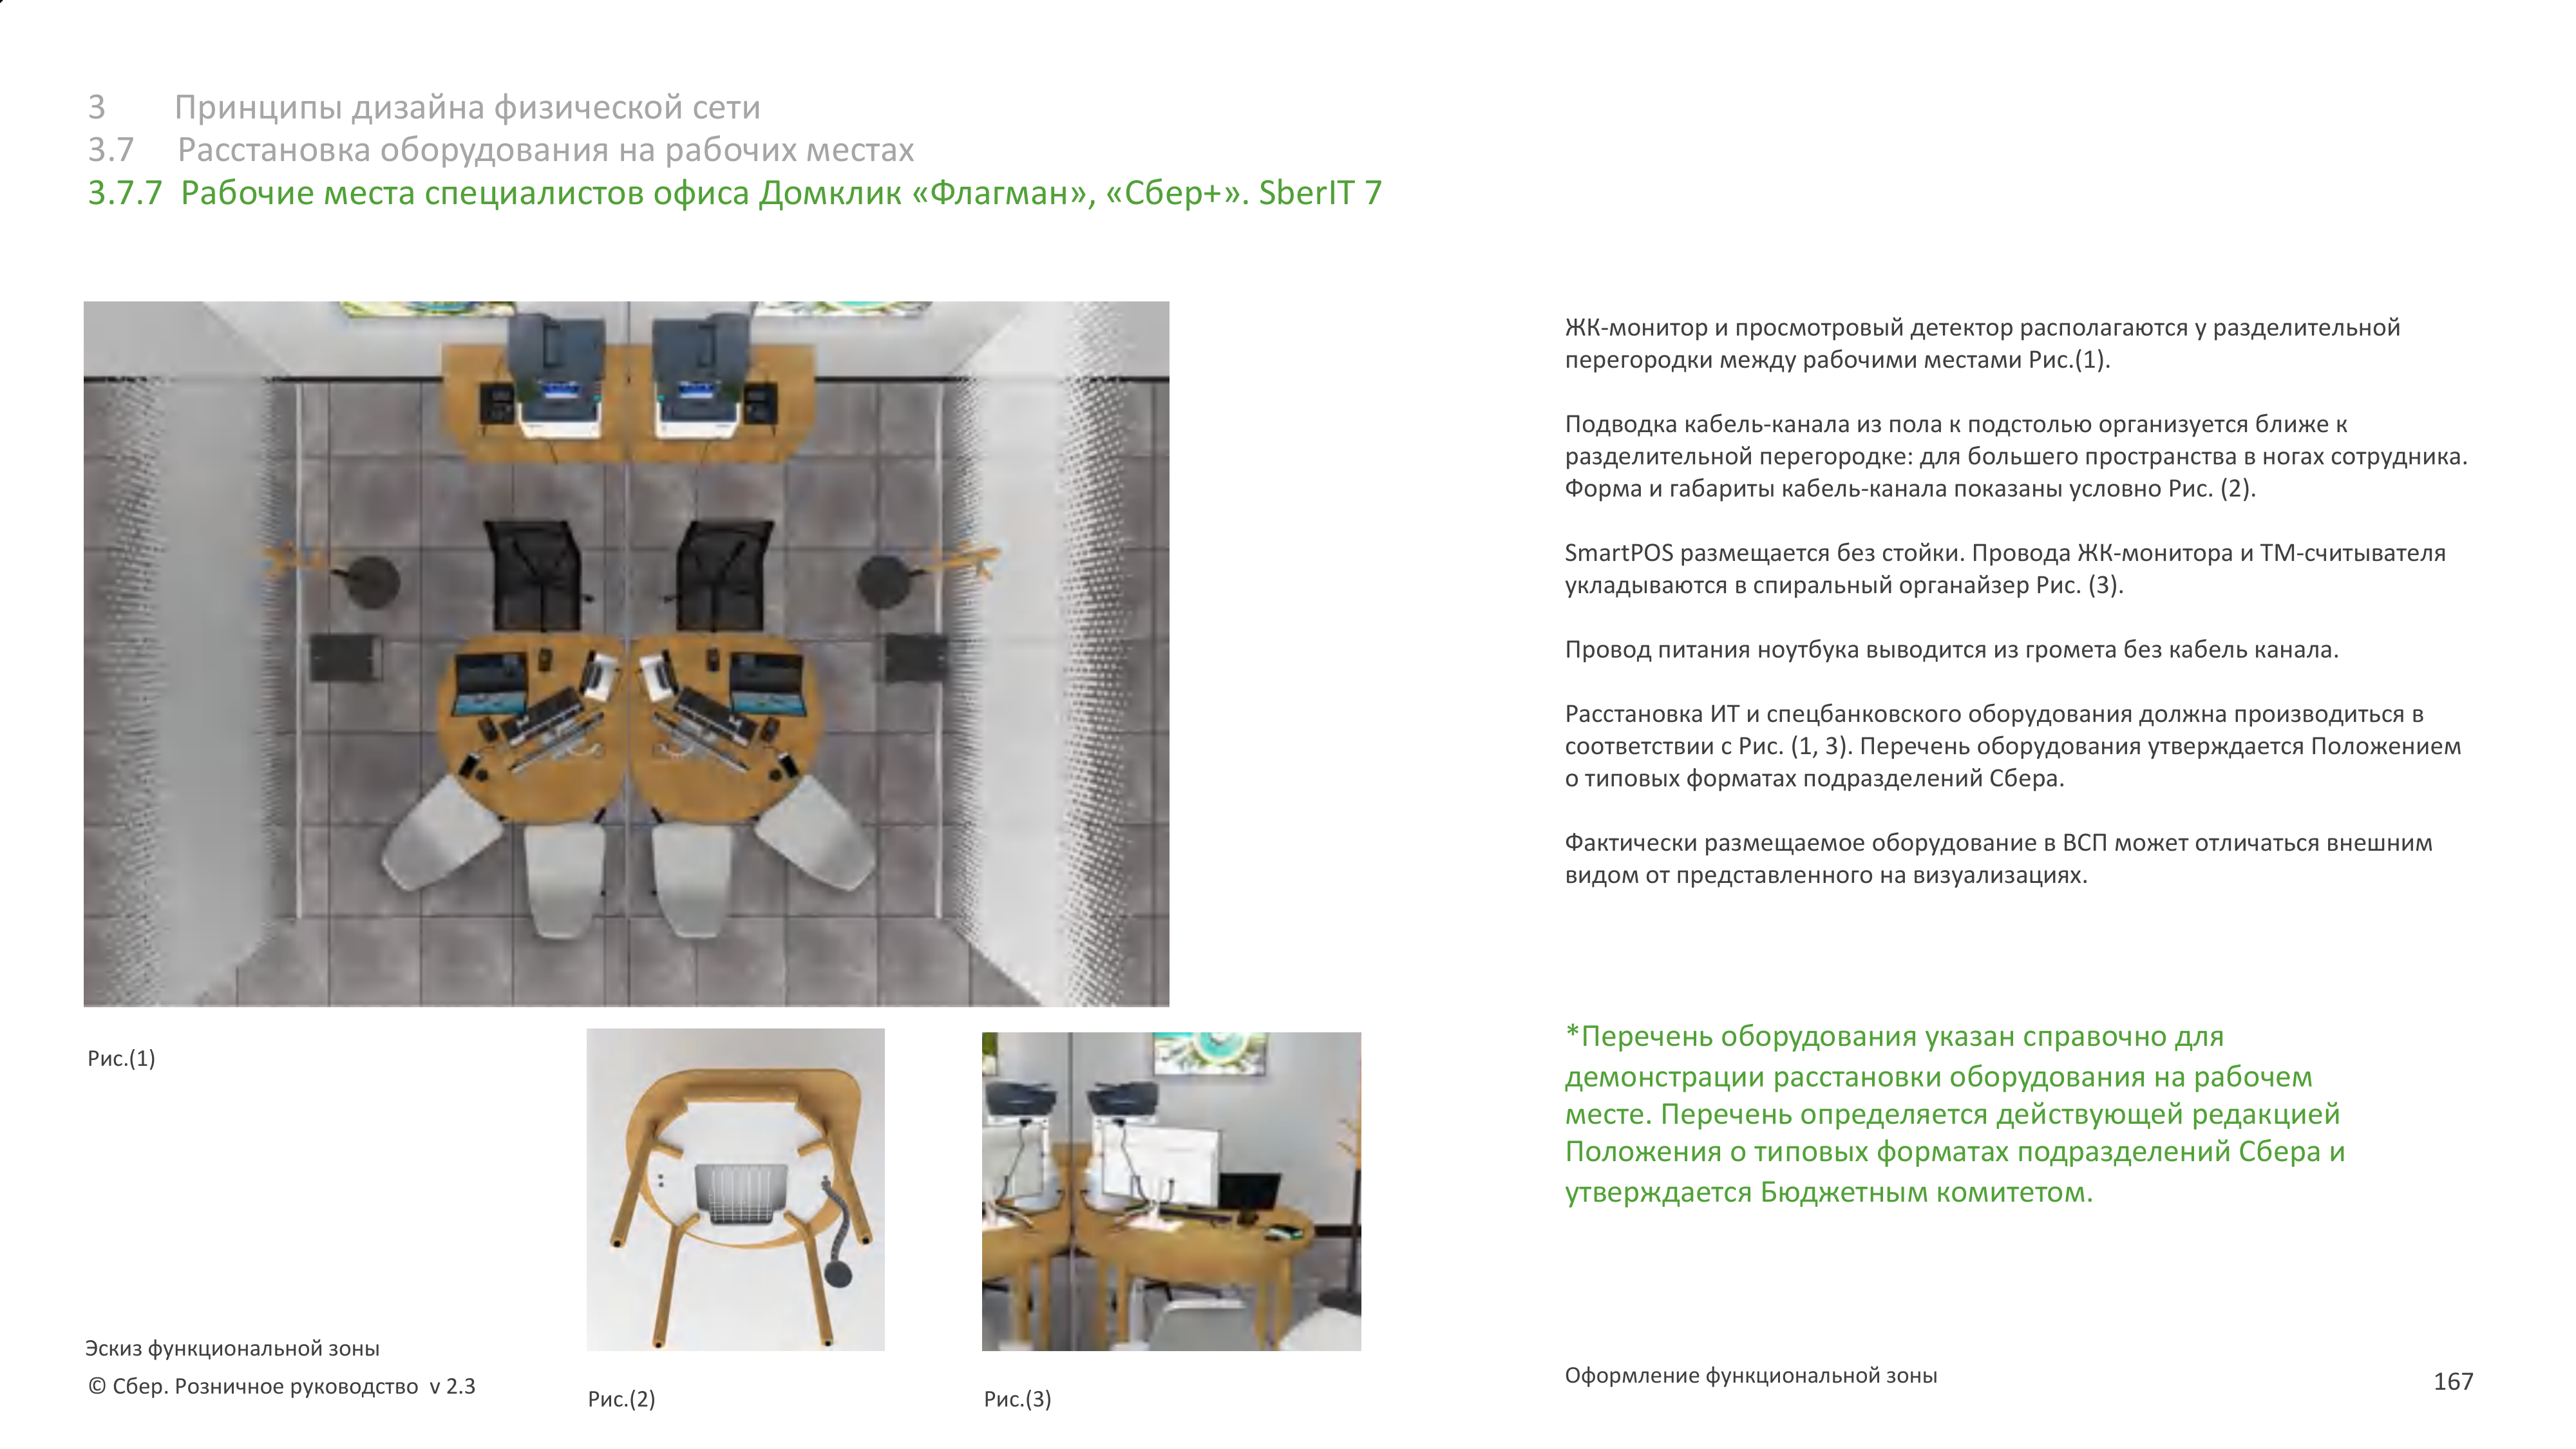 3 Принципы дизайна физической сети
3.7 Расстановка оборудования на рабочих местах
3.7.7 Рабочие места специалистов офиса Домклик «Флагман», «Сбер+». SberIT 7
ЖК-монитор и просмотровый детектор располагаются у разделительной
перегородки между рабочими местами Рис.(1).
Подводка кабель-канала из пола к подстолью организуется ближе к
разделительной перегородке: для большего пространства в ногах сотрудника.
Форма и габариты кабель-канала показаны условно Рис. (2).
SmartPOS размещается без стойки. Провода ЖК-монитора и ТМ-считывателя
укладываются в спиральный органайзер Рис. (3).
Провод питания ноутбука выводится из громета без кабель канала.
Расстановка ИТ и спецбанковского оборудования должна производиться в
соответствии с Рис. (1, 3). Перечень оборудования утверждается Положением
о типовых форматах подразделений Сбера.
Фактически размещаемое оборудование в ВСП может отличаться внешним
видом от представленного на визуализациях.
*Перечень оборудования указан справочно для
демонстрации расстановки оборудования на рабочем
месте. Перечень определяется действующей редакцией
Положения о типовых форматах подразделений Сбера и
утверждается Бюджетным комитетом.
Рис.(1)
Рис.(2)
Рис.(3)
Эскиз функциональной зоны
© Сбер. Розничное руководство v 2.3
Оформление функциональной зоны
167